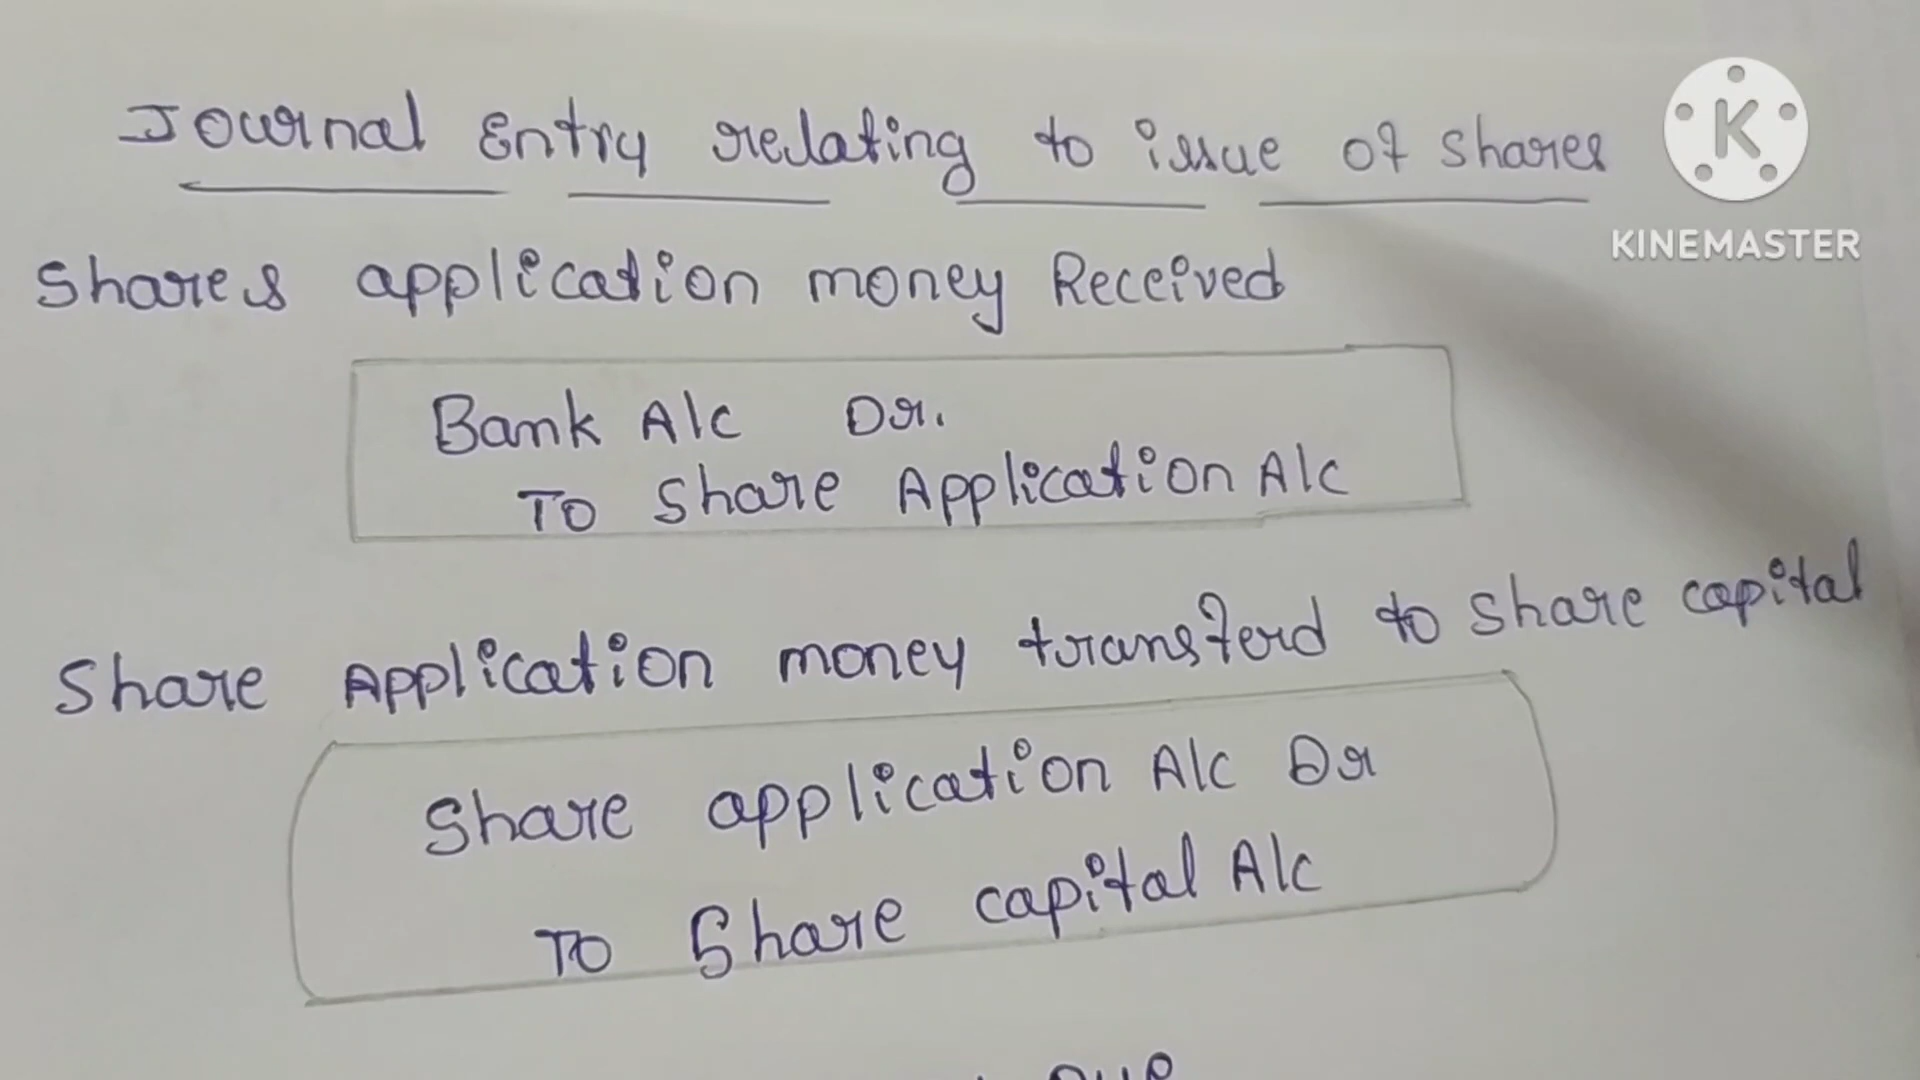 Journal Entry relating to issue of shares
K
KINEMASTER
Shares application money Received
Bank A/c Dr.
To Share Application A/c
Share Application money transferd to Share capital
Share application A/c Dr
To Share capital A/c